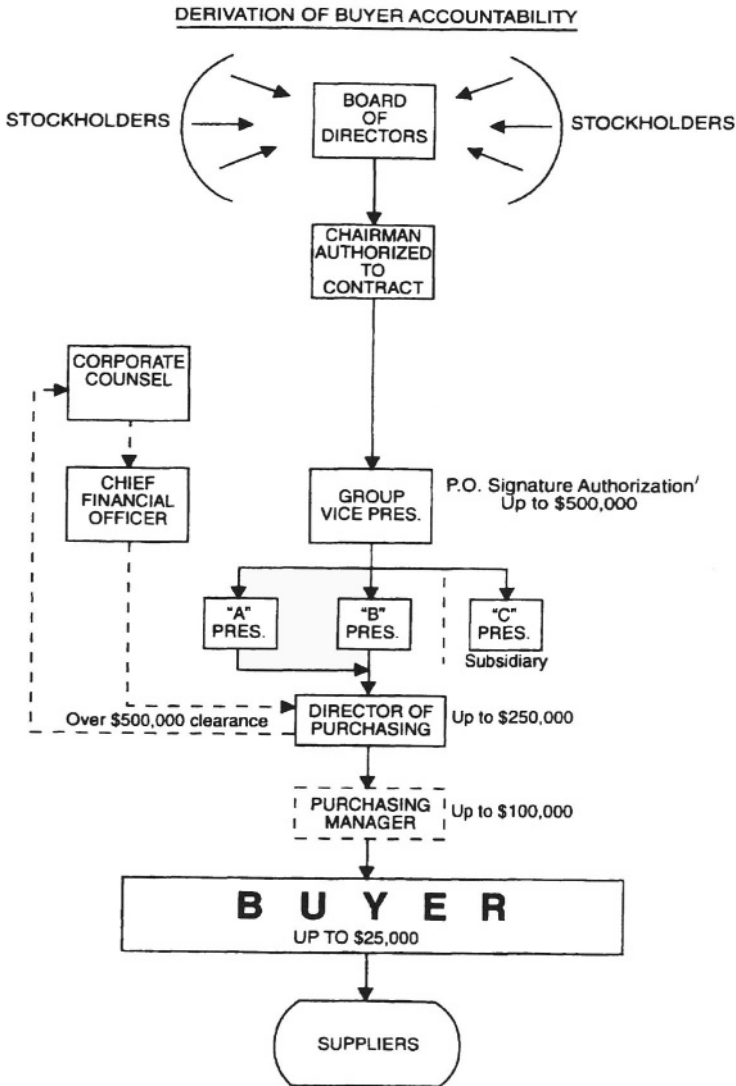 DERIVATION OF BUYER ACCOUNTABILITY
STOCKHOLDERS
BOARD
OF
DIRECTORS
STOCKHOLDERS
CHAIRMAN
AUTHORIZED
TO
CONTRACT
CORPORATE
COUNSEL
CHIEF
FINANCIAL
OFFICER
GROUP
VICE PRES.
P.O. Signature Authorization/
Up to $500,000
"A"
PRES.
"B"
PRES.
"C"
PRES.
Subsidiary
Over $500,000 clearance
DIRECTOR OF
PURCHASING
Up to $250,000
PURCHASING
MANAGER
Up to $100,000
BUYER
UP TO $25,000
SUPPLIERS